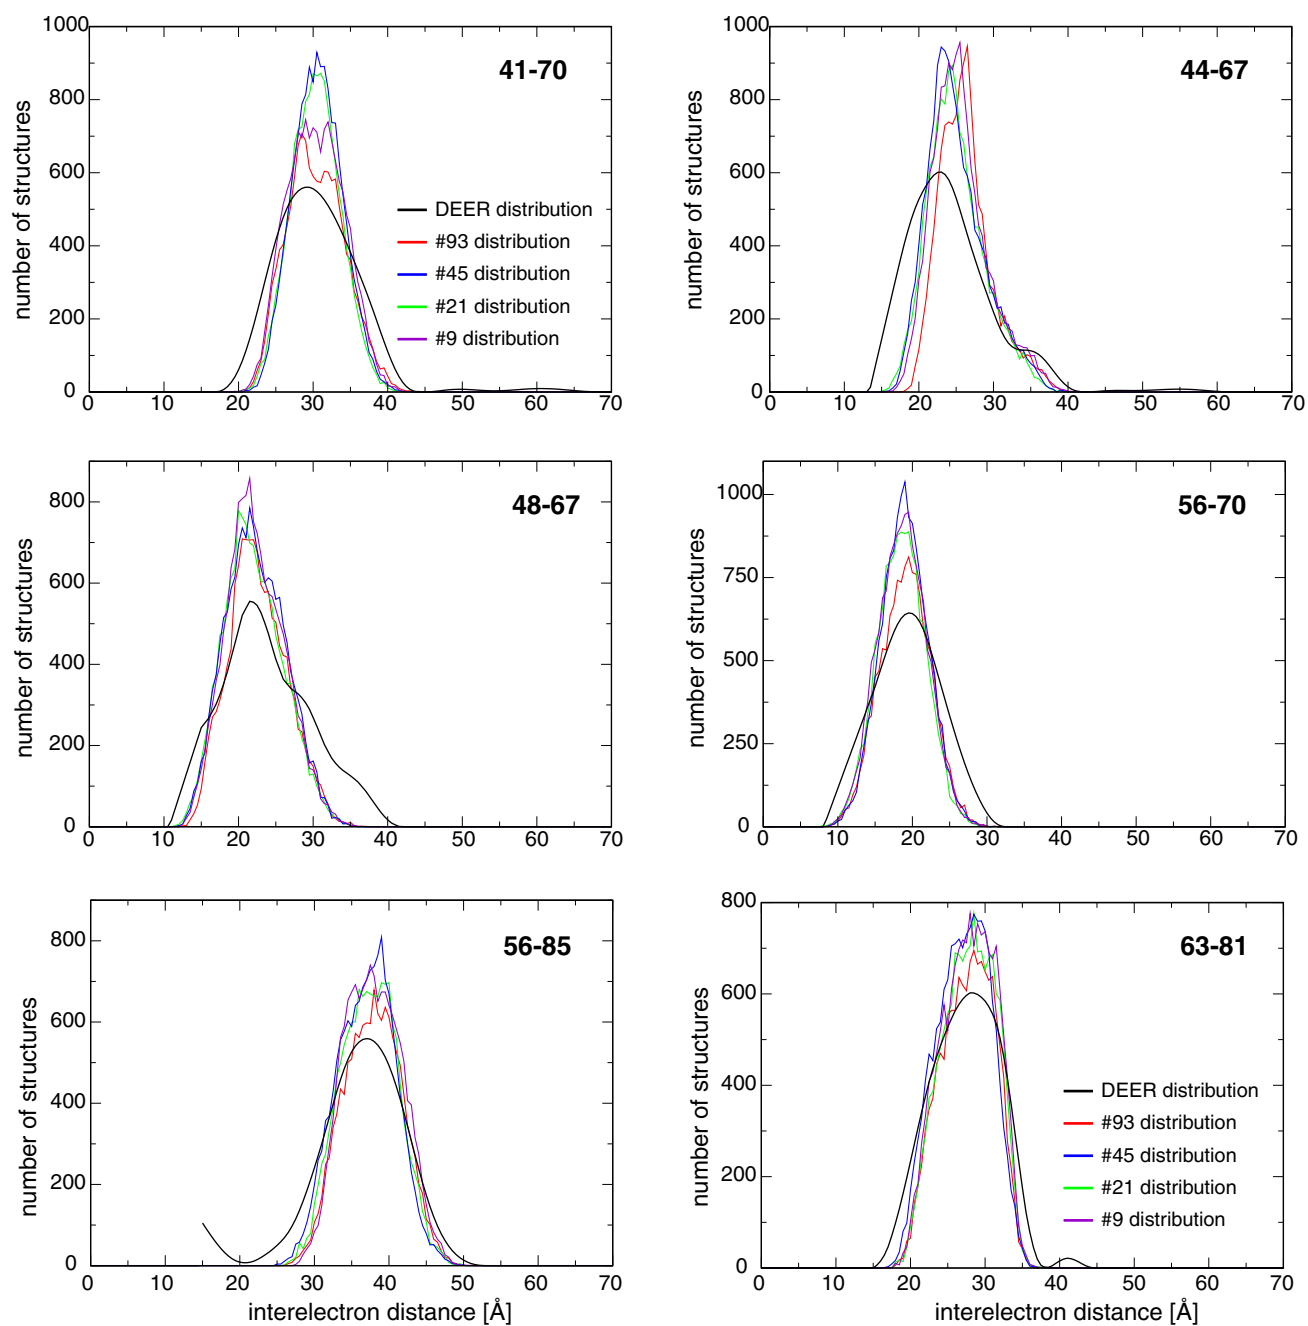 41-70
number of structures
1000
800
600
400
200
0
0 10 20 30 40 50 60 70
DEER distribution
#93 distribution
#45 distribution
#21 distribution
#9 distribution
44-67
number of structures
1000
800
600
400
200
0
0 10 20 30 40 50 60 70
48-67
number of structures
800
600
400
200
0
0 10 20 30 40 50 60 70
56-70
number of structures
1000
750
500
250
0
0 10 20 30 40 50 60 70
56-85
number of structures
800
600
400
200
0
0 10 20 30 40 50 60 70
interelectron distance [Å]
63-81
number of structures
800
600
400
200
0
0 10 20 30 40 50 60 70
interelectron distance [Å]
DEER distribution
#93 distribution
#45 distribution
#21 distribution
#9 distribution